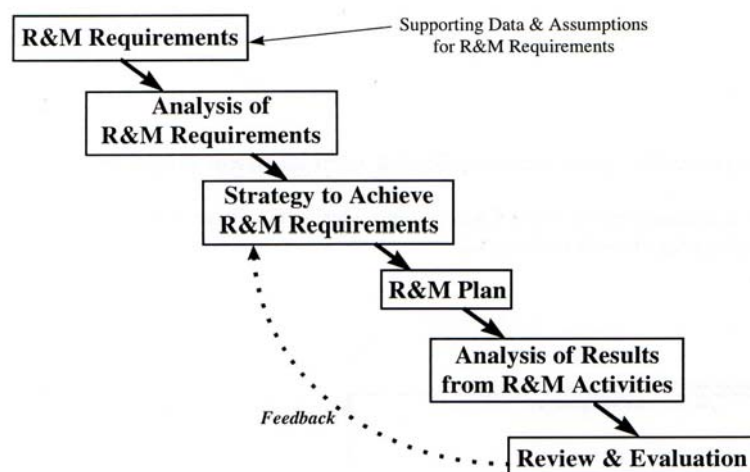 R&M Requirements
Supporting Data & Assumptions
for R&M Requirements
Analysis of
R&M Requirements
Strategy to Achieve
R&M Requirements
R&M Plan
Analysis of Results
from R&M Activities
Feedback
Review & Evaluation